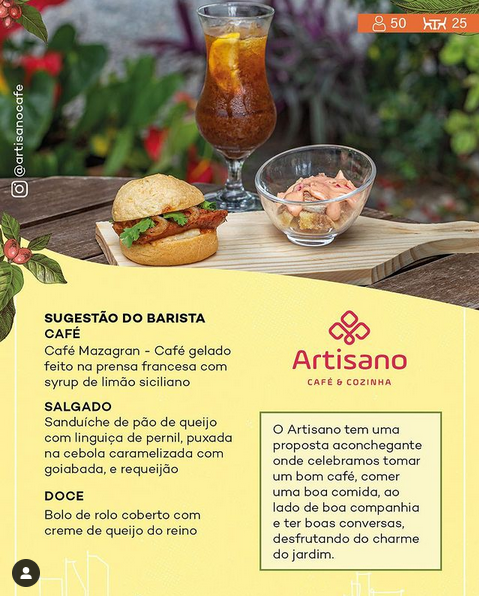 50 25
@artisanocafe
SUGESTÃO DO BARISTA
CAFÉ
Café Mazagran - Café gelado
feito na prensa francesa com
syrup de limão siciliano
SALGADO
Sanduíche de pão de queijo
com linguiça de pernil, puxada
na cebola caramelizada com
goiabada, e requeijão
DOCE
Bolo de rolo coberto com
creme de queijo do reino
Artisano
CAFÉ & COZINHA
O Artisano tem uma
proposta aconchegante
onde celebramos tomar
um bom café, comer
uma boa comida, ao
lado de boa companhia
e ter boas conversas,
desfrutando do charme
do jardim.